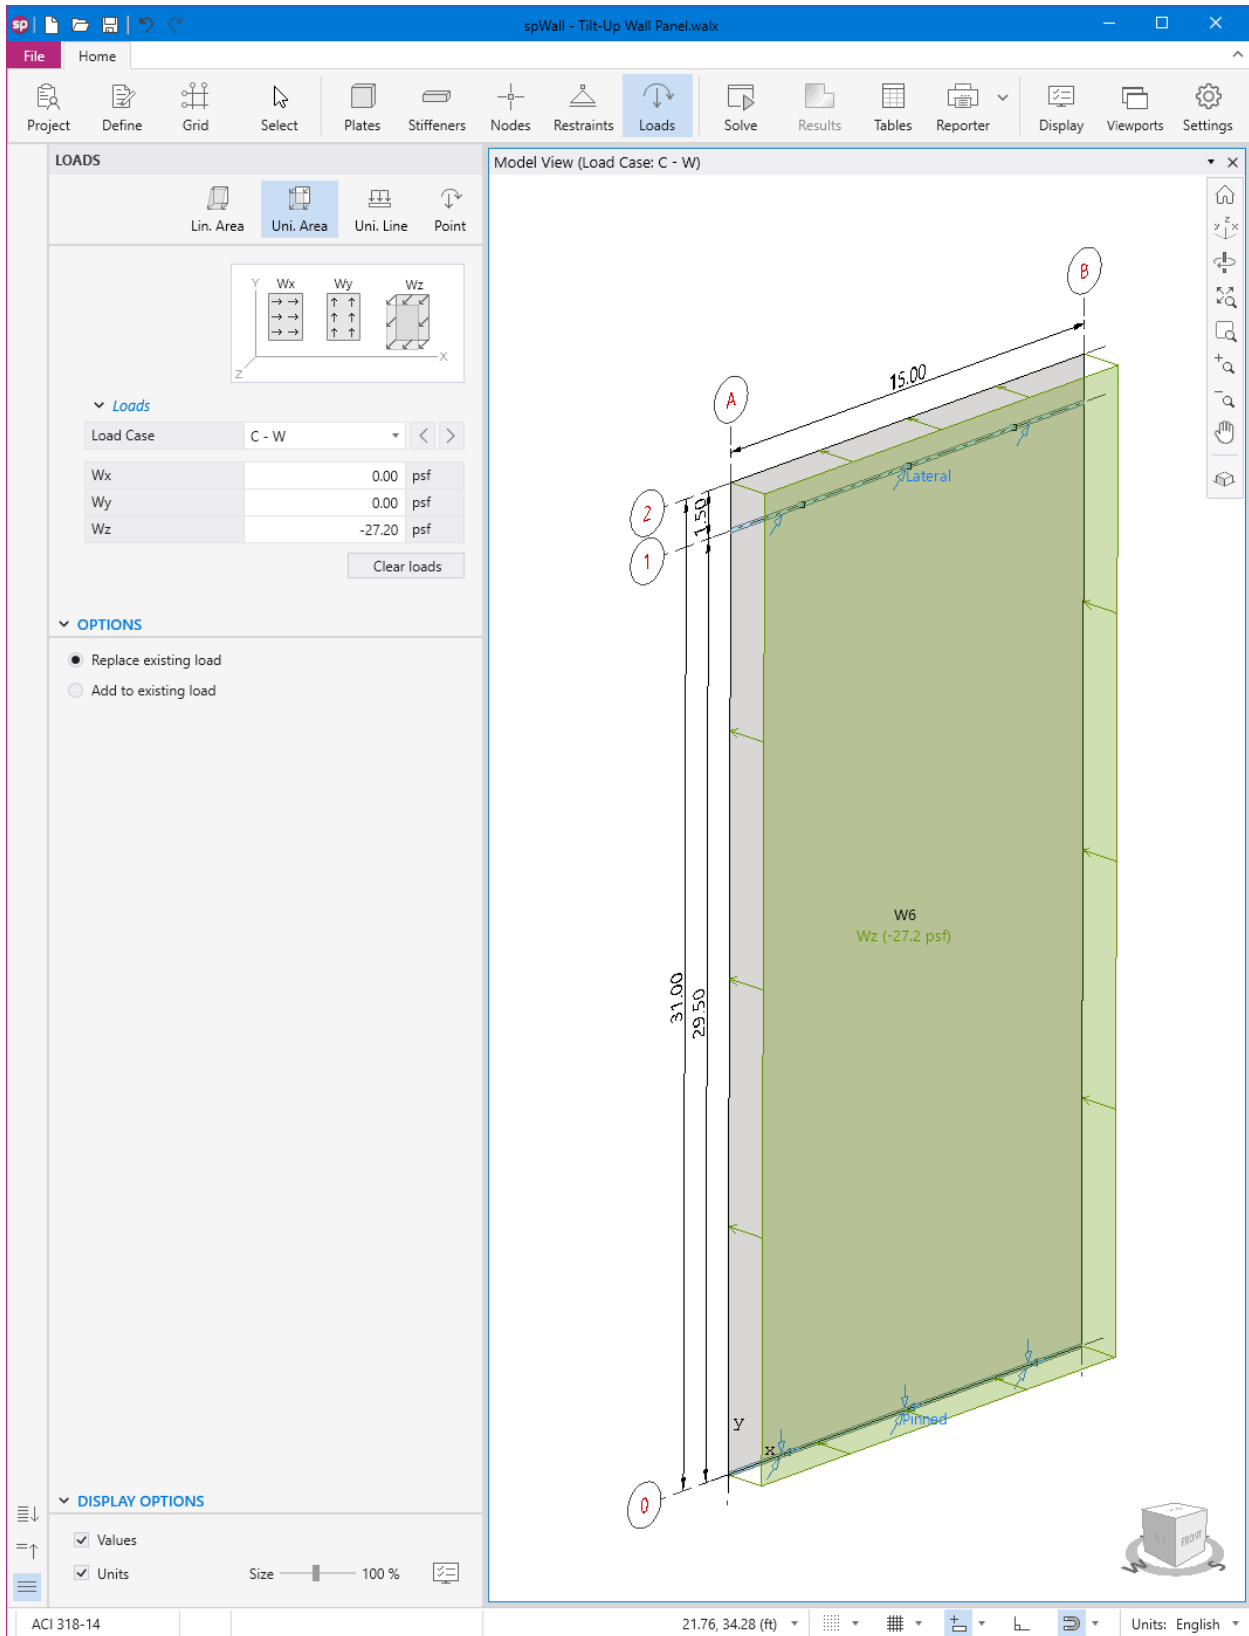 sp
spWall - Tilt-Up Wall Panel.walx
File
Home
Project
Define
Grid
Select
Plates
Stiffeners
Nodes
Restraints
Loads
Solve
Results
Tables
Reporter
Display
Viewports
Settings
LOADS
Lin. Area
Uni. Area
Uni. Line
Point
Y
Wx
Wy
Wz
X
Z
Loads
Load Case
C - W
Wx
0.00 psf
Wy
0.00 psf
Wz
-27.20 psf
Clear loads
OPTIONS
Replace existing load
Add to existing load
DISPLAY OPTIONS
Values
Units
Size
100 %
Model View (Load Case: C - W)
y z x
B
15.00
A
2
1.50
Lateral
1
W6
Wz (-27.2 psf)
31.00
29.50
y
x
Pinned
0
FRONT
W
S
ACI 318-14
21.76, 34.28 (ft)
Units: English